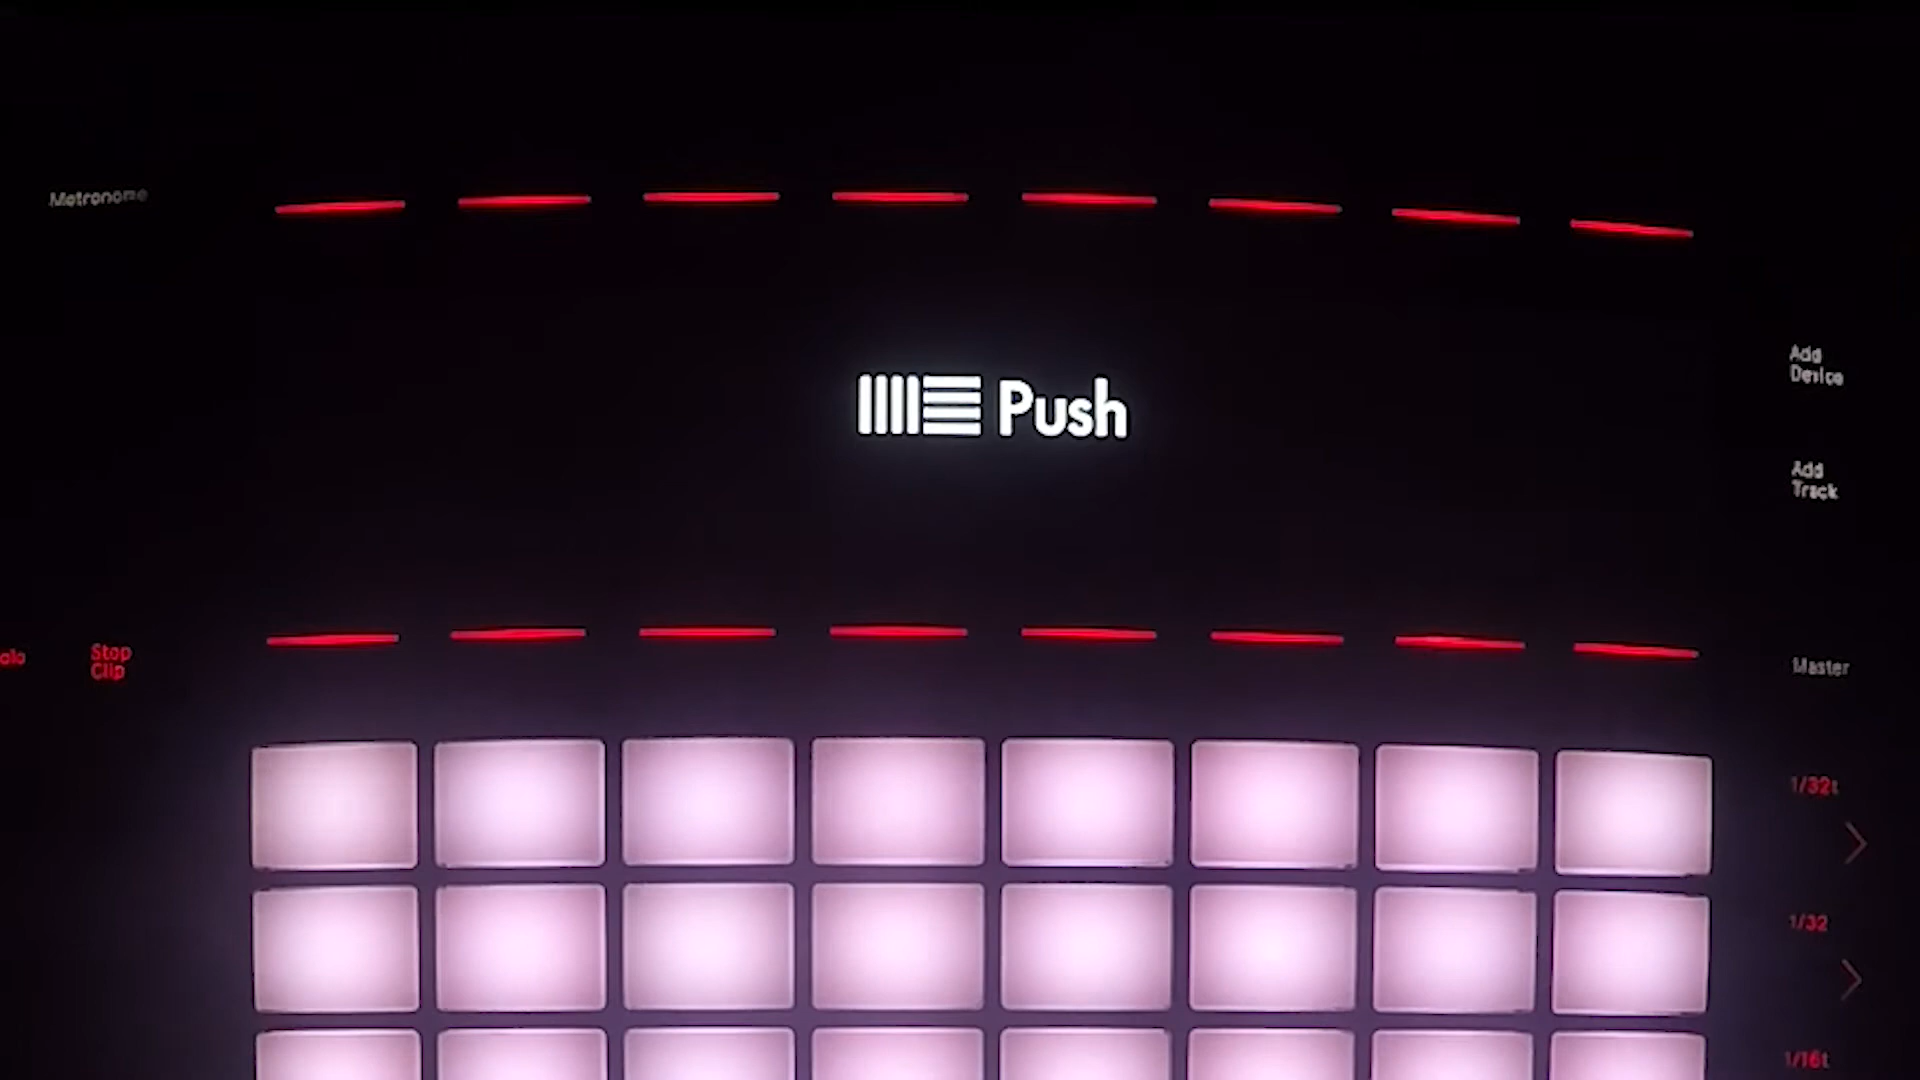 Metronome
Push
Add
Device
Add
Track
Stop
Clip
Master
1/32t
1/32
1/16t